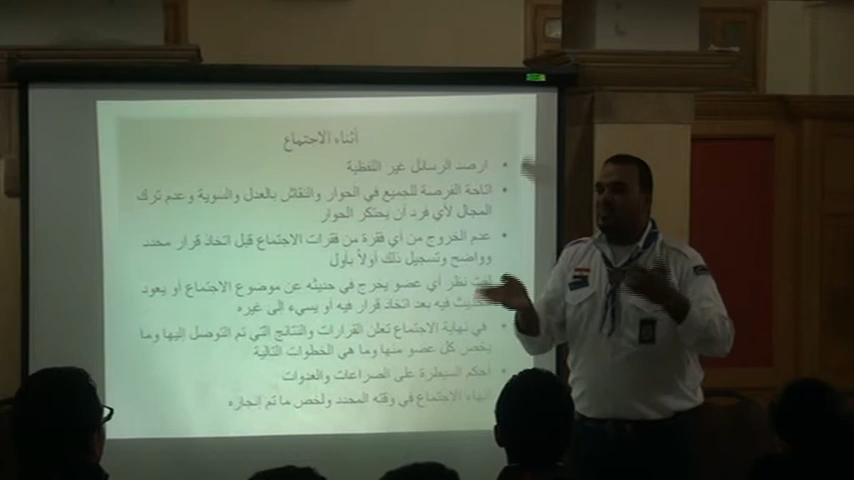 أثناء الاجتماع
ارصد الرسائل غير اللفظية
اتاحة الفرصة للجميع في الحوار والنقاش بالعدل والسوية وعدم ترك
المجال لأي فرد أن يحتكر الحوار
عدم الخروج من أي فقرة من فقرات الاجتماع قبل اتخاذ قرار محدد
وواضح وتسجيل ذلك أولاً بأول
نظر أي عضو يخرج في حديثه عن موضوع الاجتماع أو يعود
فيه بعد اتخاذ قرار فيه أو يسيء الى غيره
في نهاية الاجتماع تعلن القرارات والنتائج التي تم التوصل إليها وما
يخص كل عضو منها وما هي الخطوات التالية
أحكم السيطرة على الصراعات والعدوات
إنهاء الاجتماع في وقته المحدد ولخص ما تم إنجازه